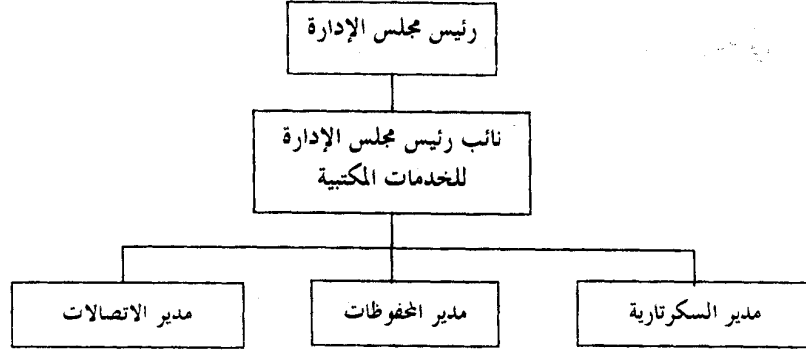 رئيس مجلس الإدارة
نائب رئيس مجلس الإدارة
للخدمات المكتبية
مدير السكرتارية
مدير المحفوظات
مدير الاتصالات